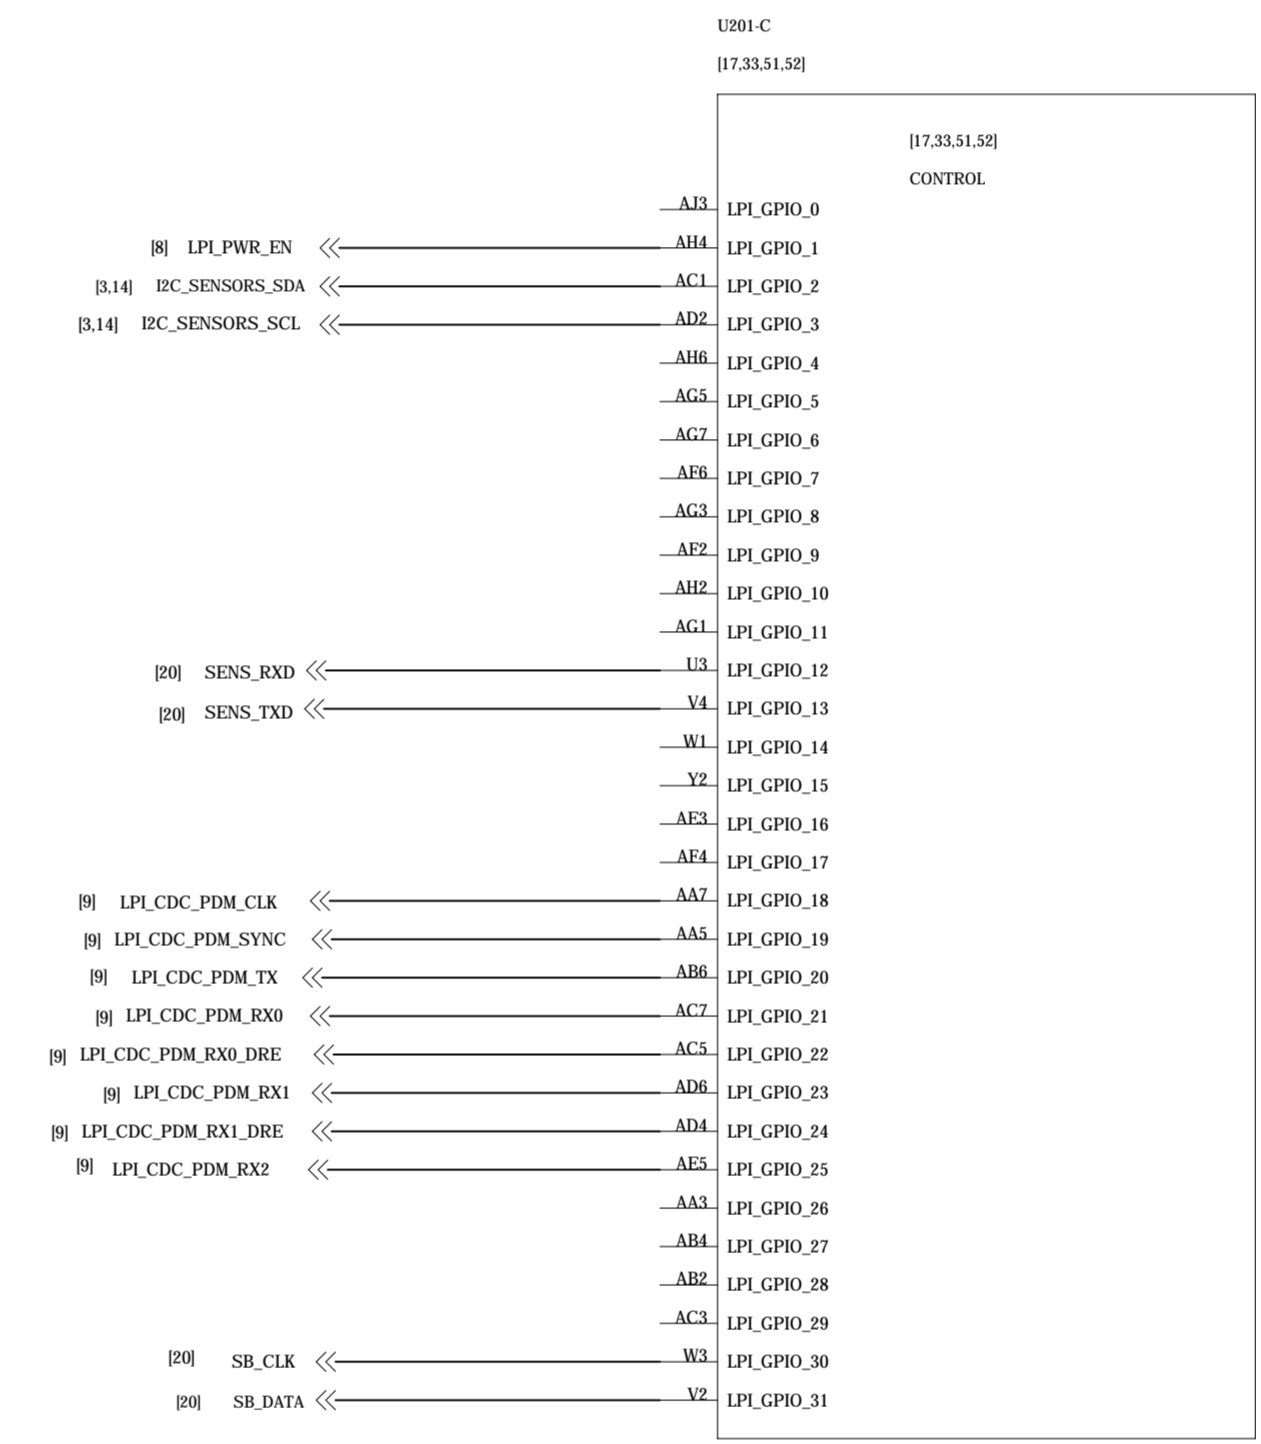 U201-C
[17,33,51,52]
[17,33,51,52]
CONTROL
AJ3 LPI_GPIO_0
[8] LPI_PWR_EN AH4 LPI_GPIO_1
[3,14] I2C_SENSORS_SDA AC1 LPI_GPIO_2
[3,14] I2C_SENSORS_SCL AD2 LPI_GPIO_3
AH6 LPI_GPIO_4
AG5 LPI_GPIO_5
AG7 LPI_GPIO_6
AF6 LPI_GPIO_7
AG3 LPI_GPIO_8
AF2 LPI_GPIO_9
AH2 LPI_GPIO_10
AG1 LPI_GPIO_11
[20] SENS_RXD U3 LPI_GPIO_12
[20] SENS_TXD V4 LPI_GPIO_13
W1 LPI_GPIO_14
Y2 LPI_GPIO_15
AE3 LPI_GPIO_16
AF4 LPI_GPIO_17
[9] LPI_CDC_PDM_CLK AA7 LPI_GPIO_18
[9] LPI_CDC_PDM_SYNC AA5 LPI_GPIO_19
[9] LPI_CDC_PDM_TX AB6 LPI_GPIO_20
[9] LPI_CDC_PDM_RX0 AC7 LPI_GPIO_21
[9] LPI_CDC_PDM_RX0_DRE AC5 LPI_GPIO_22
[9] LPI_CDC_PDM_RX1 AD6 LPI_GPIO_23
[9] LPI_CDC_PDM_RX1_DRE AD4 LPI_GPIO_24
[9] LPI_CDC_PDM_RX2 AE5 LPI_GPIO_25
AA3 LPI_GPIO_26
AB4 LPI_GPIO_27
AB2 LPI_GPIO_28
AC3 LPI_GPIO_29
[20] SB_CLK W3 LPI_GPIO_30
[20] SB_DATA V2 LPI_GPIO_31